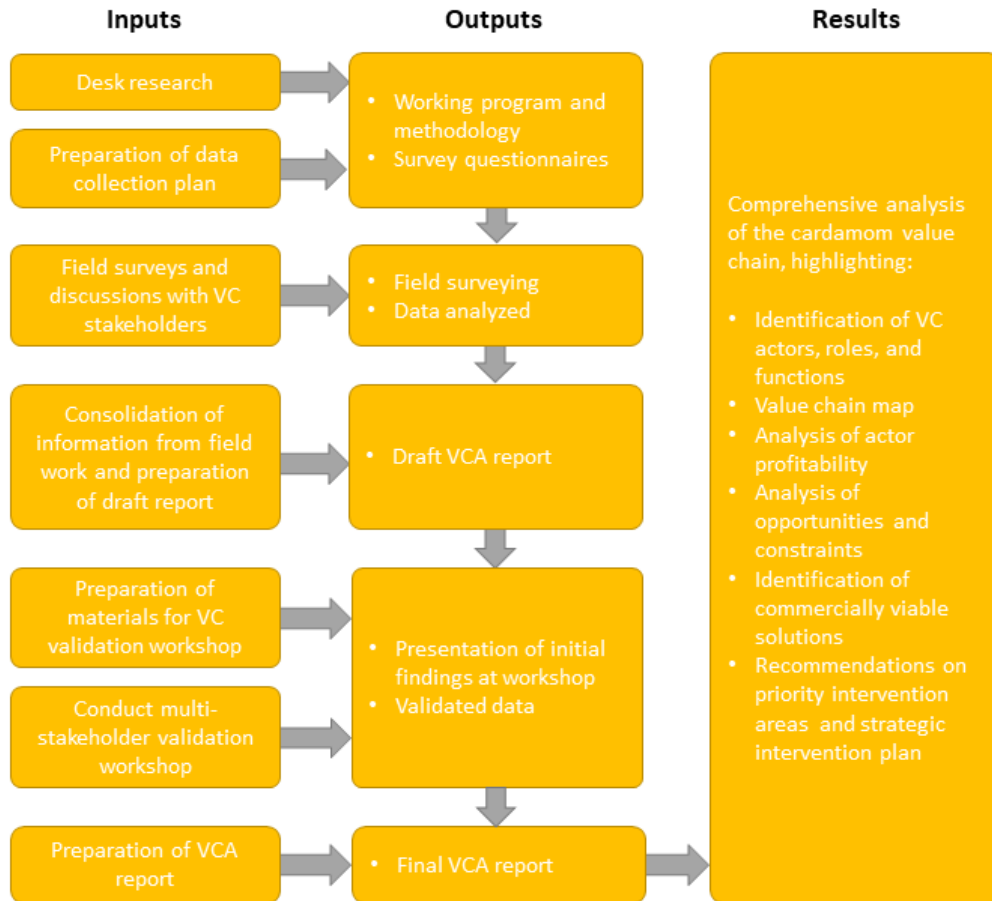 Inputs
Outputs
Results
Desk research
Preparation of data
collection plan
• Working program and
methodology
• Survey questionnaires
Field surveys and
discussions with VC
stakeholders
• Field surveying
• Data analyzed
Consolidation of
information from field
work and preparation
of draft report
• Draft VCA report
Preparation of
materials for VC
validation workshop
Conduct multi-
stakeholder validation
workshop
• Presentation of initial
findings at workshop
• Validated data
Preparation of VCA
report
• Final VCA report
Comprehensive analysis
of the cardamom value
chain, highlighting:
• Identification of VC
actors, roles, and
functions
• Value chain map
• Analysis of actor
profitability
• Analysis of
opportunities and
constraints
• Identification of
commercially viable
solutions
• Recommendations on
priority intervention
areas and strategic
intervention plan